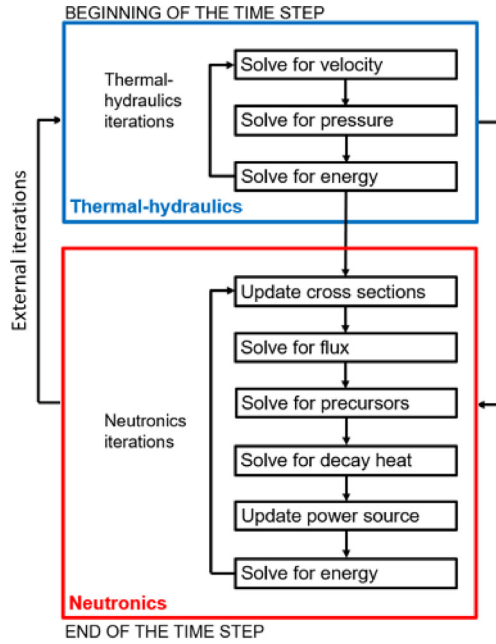 BEGINNING OF THE TIME STEP
Thermal-
hydraulics
iterations
Solve for velocity
Solve for pressure
Solve for energy
Thermal-hydraulics
External iterations
Update cross sections
Solve for flux
Solve for precursors
Neutronics
iterations
Solve for decay heat
Update power source
Solve for energy
Neutronics
END OF THE TIME STEP